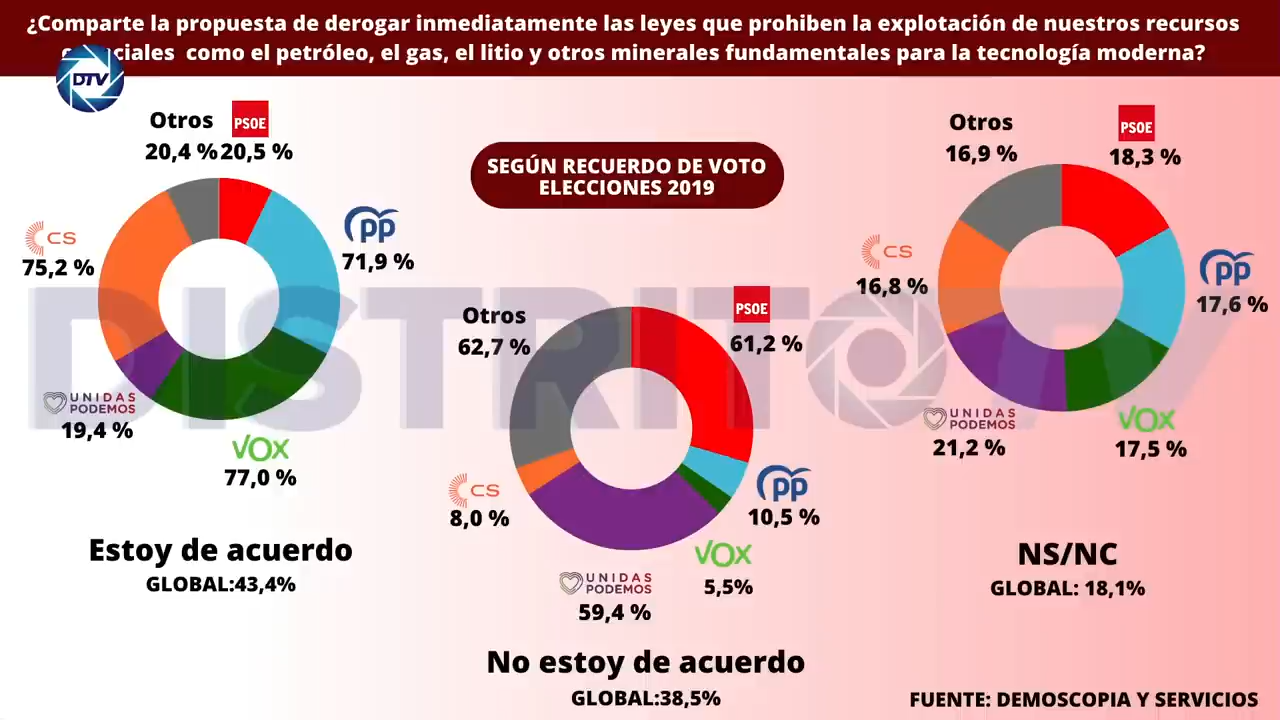 ¿Comparte la propuesta de derogar inmediatamente las leyes que prohiben la explotación de nuestros recursos
como el petróleo, el gas, el litio y otros minerales fundamentales para la tecnología moderna?
DTV
SEGÚN RECUERDO DE VOTO
ELECCIONES 2019
Otros
20,4 %
PSOE
20,5 %
pp
71,9 %
CS
75,2 %
UNIDAS
PODEMOS
19,4 %
VOX
77,0 %
Estoy de acuerdo
GLOBAL:43,4%
Otros
62,7 %
PSOE
61,2 %
CS
8,0 %
pp
10,5 %
VOX
5,5%
UNIDAS
PODEMOS
59,4 %
No estoy de acuerdo
GLOBAL:38,5%
Otros
16,9 %
PSOE
18,3 %
CS
16,8 %
pp
17,6 %
UNIDAS
PODEMOS
21,2 %
VOX
17,5 %
NS/NC
GLOBAL: 18,1%
DISTRITO TV
FUENTE: DEMOSCOPIA Y SERVICIOS